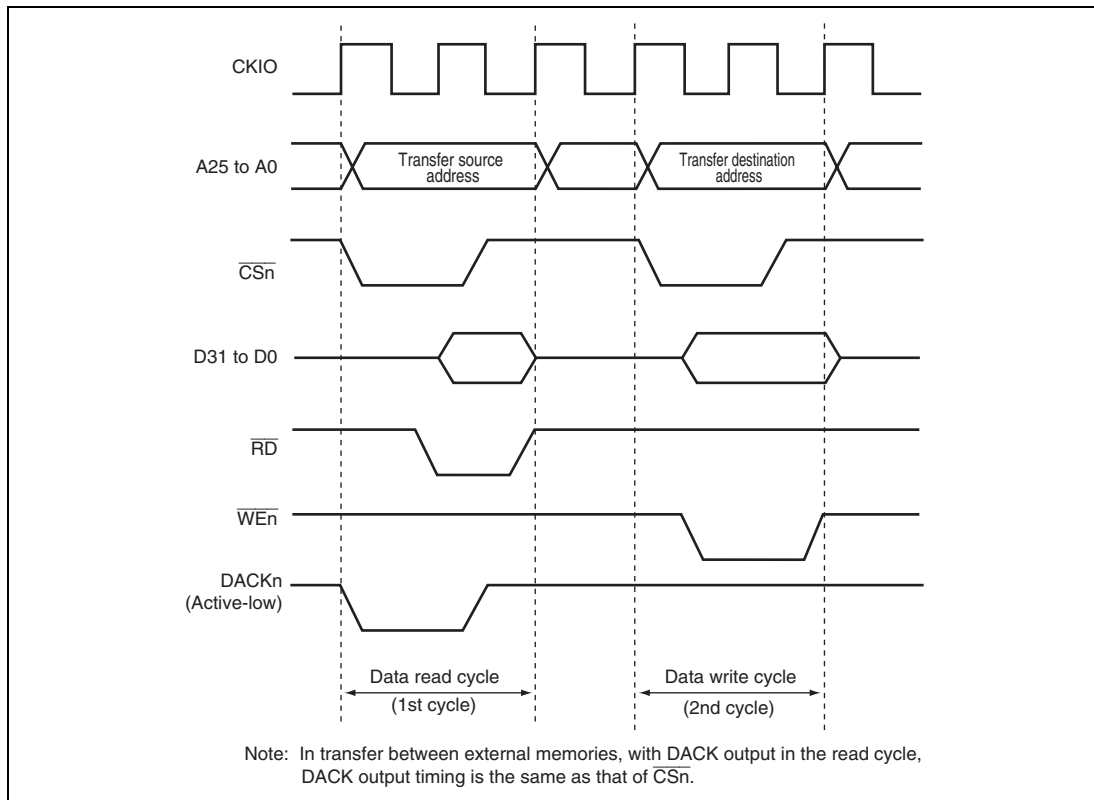 CKIO
A25 to A0
Transfer source
address
Transfer destination
address
CSn
D31 to D0
RD
WEn
DACKn
(Active-low)
Data read cycle
(1st cycle)
Data write cycle
(2nd cycle)
Note: In transfer between external memories, with DACK output in the read cycle,
DACK output timing is the same as that of CSn.